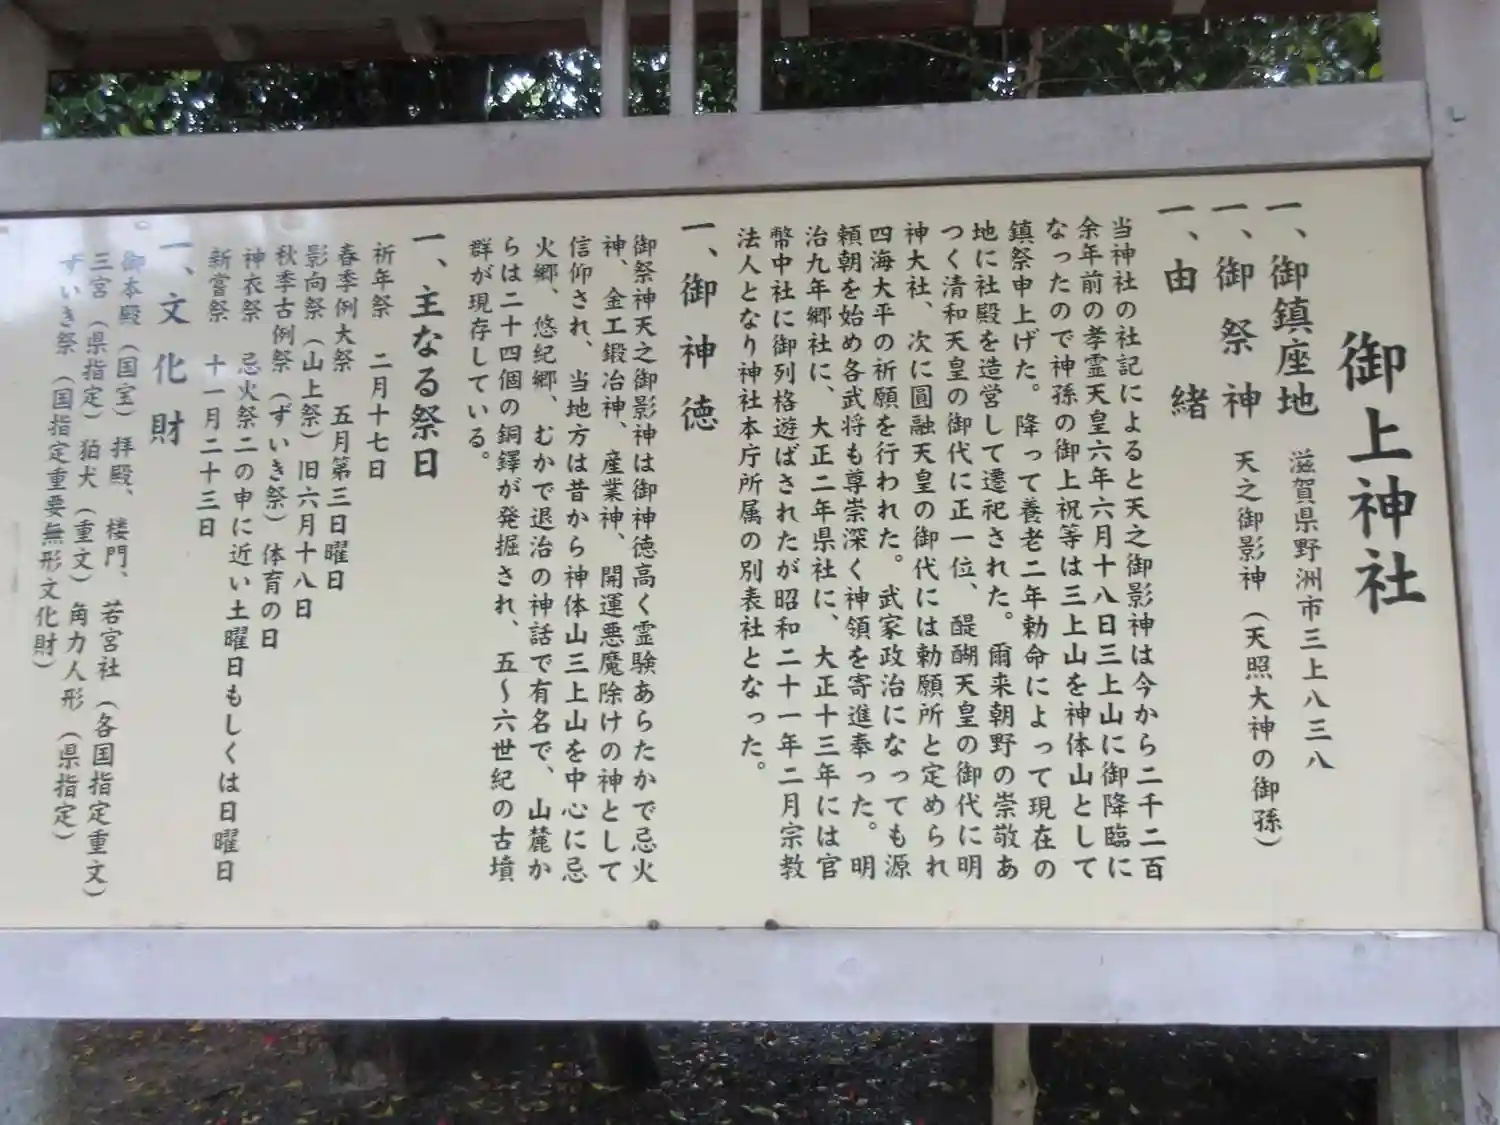 御上神社
一、御鎮座地 滋賀県野洲市三上八三八
一、御祭神 天之御影神（天照大神の御孫）
一、由緒
当神社の社記によると天之御影神は今から二千二百
余年前の孝霊天皇六年六月十八日三上山に御降臨に
なったので神孫の御上祝等は三上山を神体山として
鎮祭申上げた。降って養老二年勅命によって現在の
地に社殿を造営して遷祀された。爾来朝野の崇敬あ
つく清和天皇の御代に正一位、醍醐天皇の御代に明
神大社、次に圓融天皇の御代には勅願所と定められ
四海大平の祈願を行われた。武家政治になっても源
頼朝を始め各武将も尊崇深く神領を寄進奉った。明
治九年郷社に、大正二年県社に、大正十三年には官
幣中社に御列格遊ばされたが昭和二十一年二月宗教
法人となり神社本庁所属の別表社となった。
一、御神徳
御祭神天之御影神は御神徳高く霊験あらたかで忌火
神、金工鍛冶神、産業神、開運悪魔除けの神として
信仰され、当地方は昔から神体山三上山を中心に忌
火郷、悠紀郷、むかで退治の神話で有名で、山麓か
らは二十四個の銅鐸が発掘され、五～六世紀の古墳
群が現存している。
一、主なる祭日
祈年祭 二月十七日
春季例大祭 五月第三日曜日
影向祭（山上祭）旧六月十八日
秋季古例祭（ずいき祭）体育の日
神衣祭 忌火祭二の申に近い土曜日もしくは日曜日
新嘗祭 十一月二十三日
一、文化財
御本殿（国宝）拝殿、楼門、若宮社（各国指定重文）
三宮（県指定）狛犬（重文）角力人形（県指定）
ずいき祭（国指定重要無形文化財）